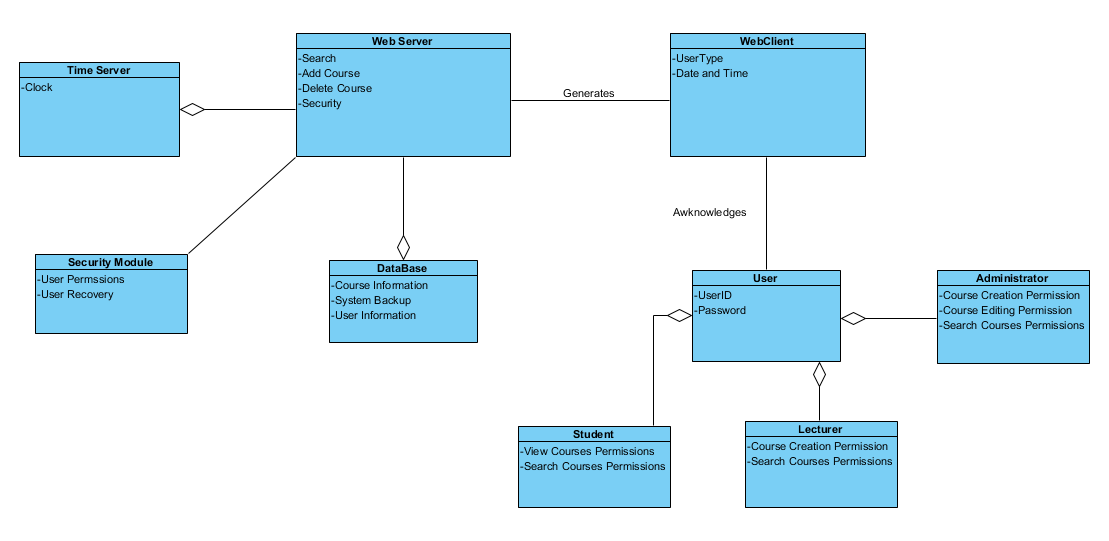 Web Server
-Search
-Add Course
-Delete Course
-Security
WebClient
-UserType
-Date and Time
Time Server
-Clock
Generates
Awknowledges
Security Module
-User Permssions
-User Recovery
DataBase
-Course Information
-System Backup
-User Information
User
-UserID
-Password
Administrator
-Course Creation Permission
-Course Editing Permission
-Search Courses Permissions
Student
-View Courses Permissions
-Search Courses Permissions
Lecturer
-Course Creation Permission
-Search Courses Permissions